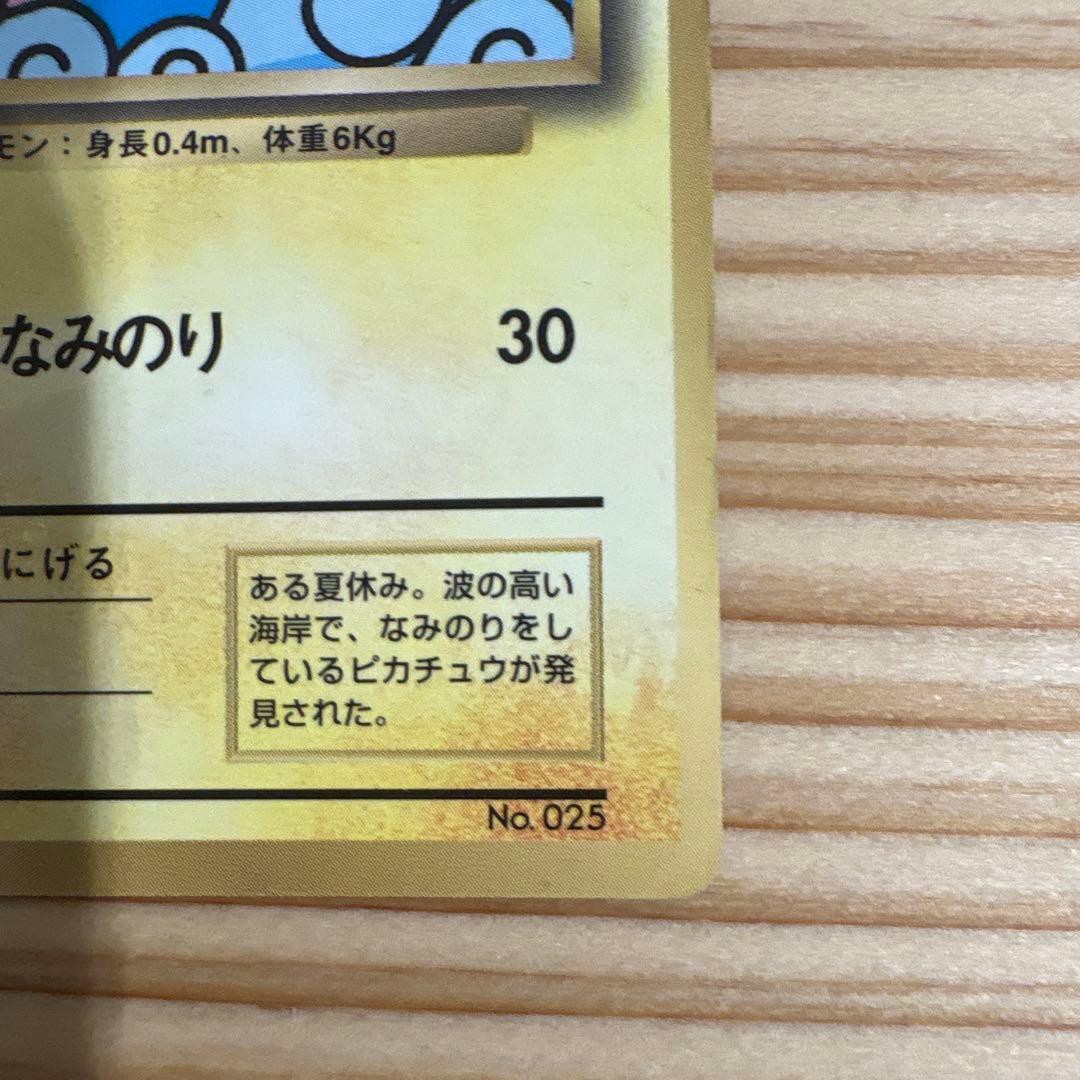 モン：身長0.4m、体重6Kg
なみのり 30
にげる
ある夏休み。波の高い
海岸で、なみのりをし
ているピカチュウが発
見された。
No. 025